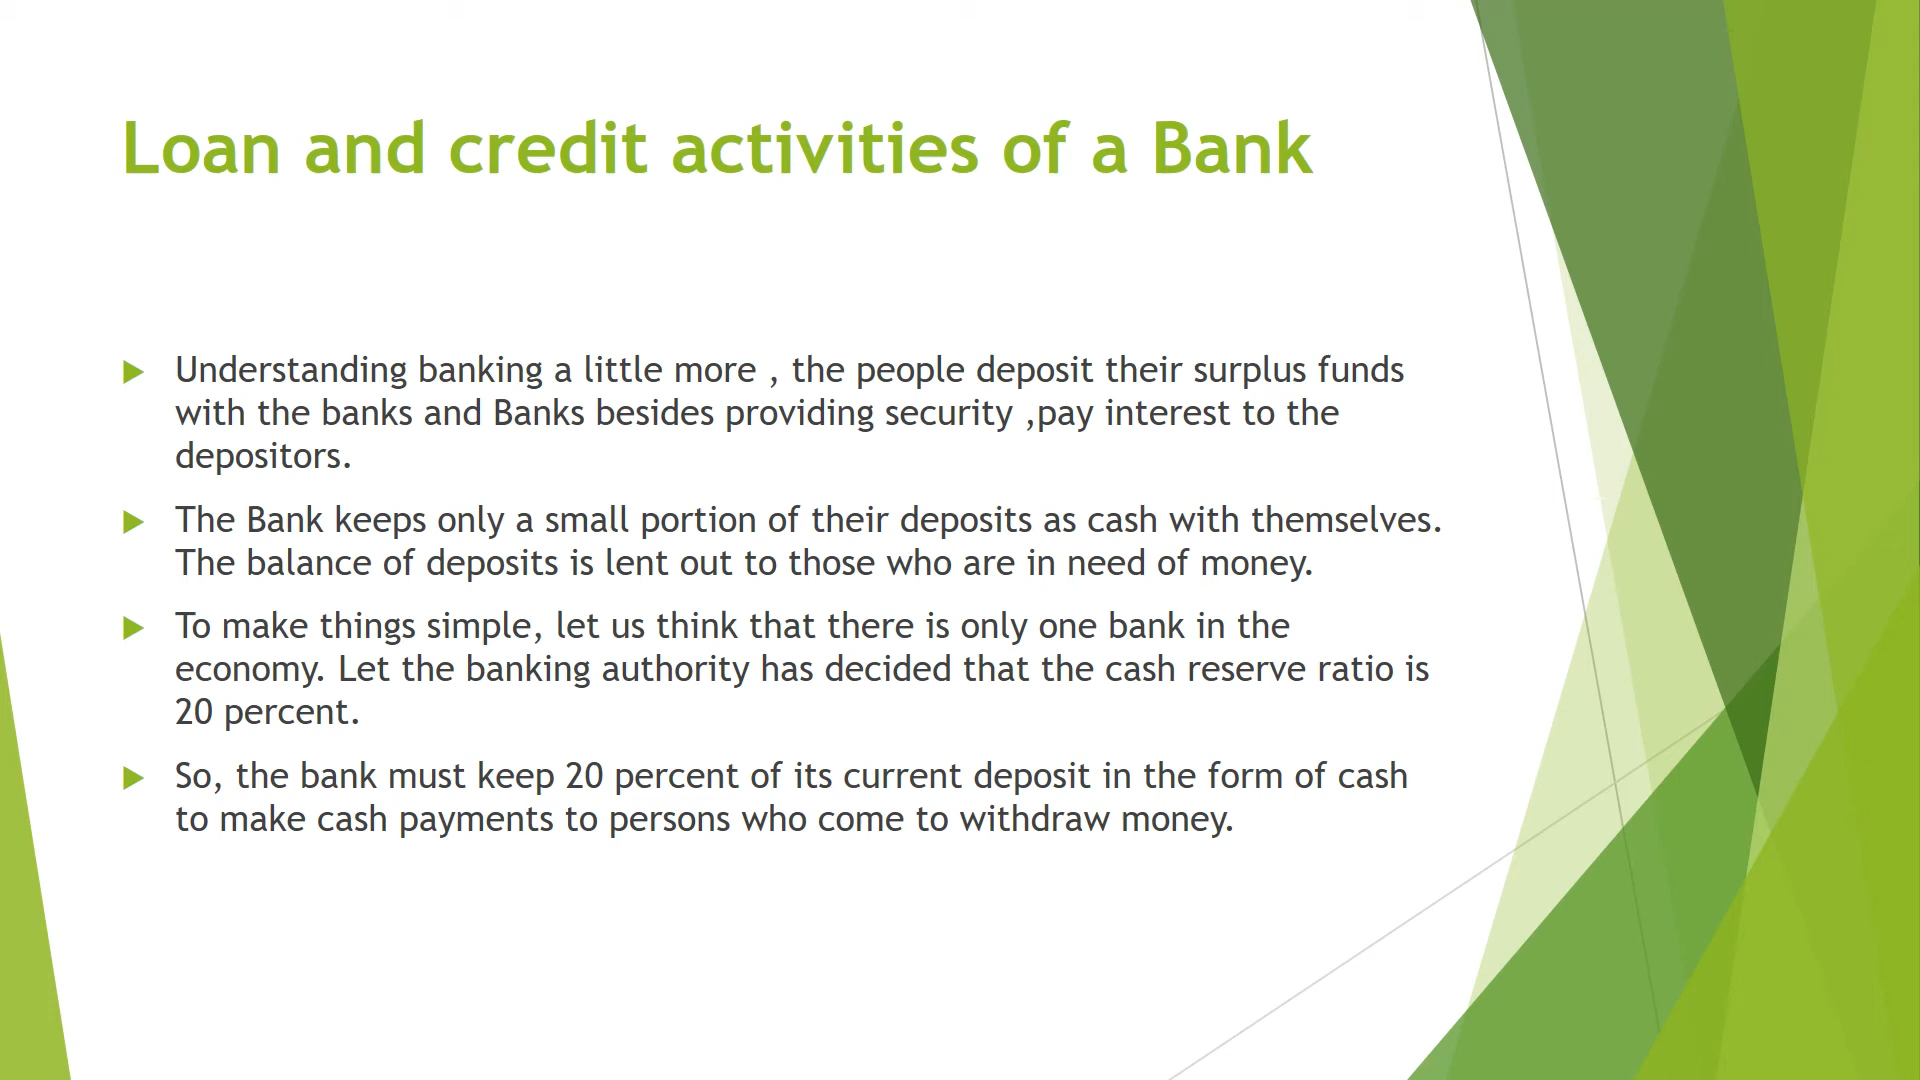 Loan and credit activities of a Bank
Understanding banking a little more , the people deposit their surplus funds
with the banks and Banks besides providing security ,pay interest to the
depositors.
The Bank keeps only a small portion of their deposits as cash with themselves.
The balance of deposits is lent out to those who are in need of money.
To make things simple, let us think that there is only one bank in the
economy. Let the banking authority has decided that the cash reserve ratio is
20 percent.
So, the bank must keep 20 percent of its current deposit in the form of cash
to make cash payments to persons who come to withdraw money.